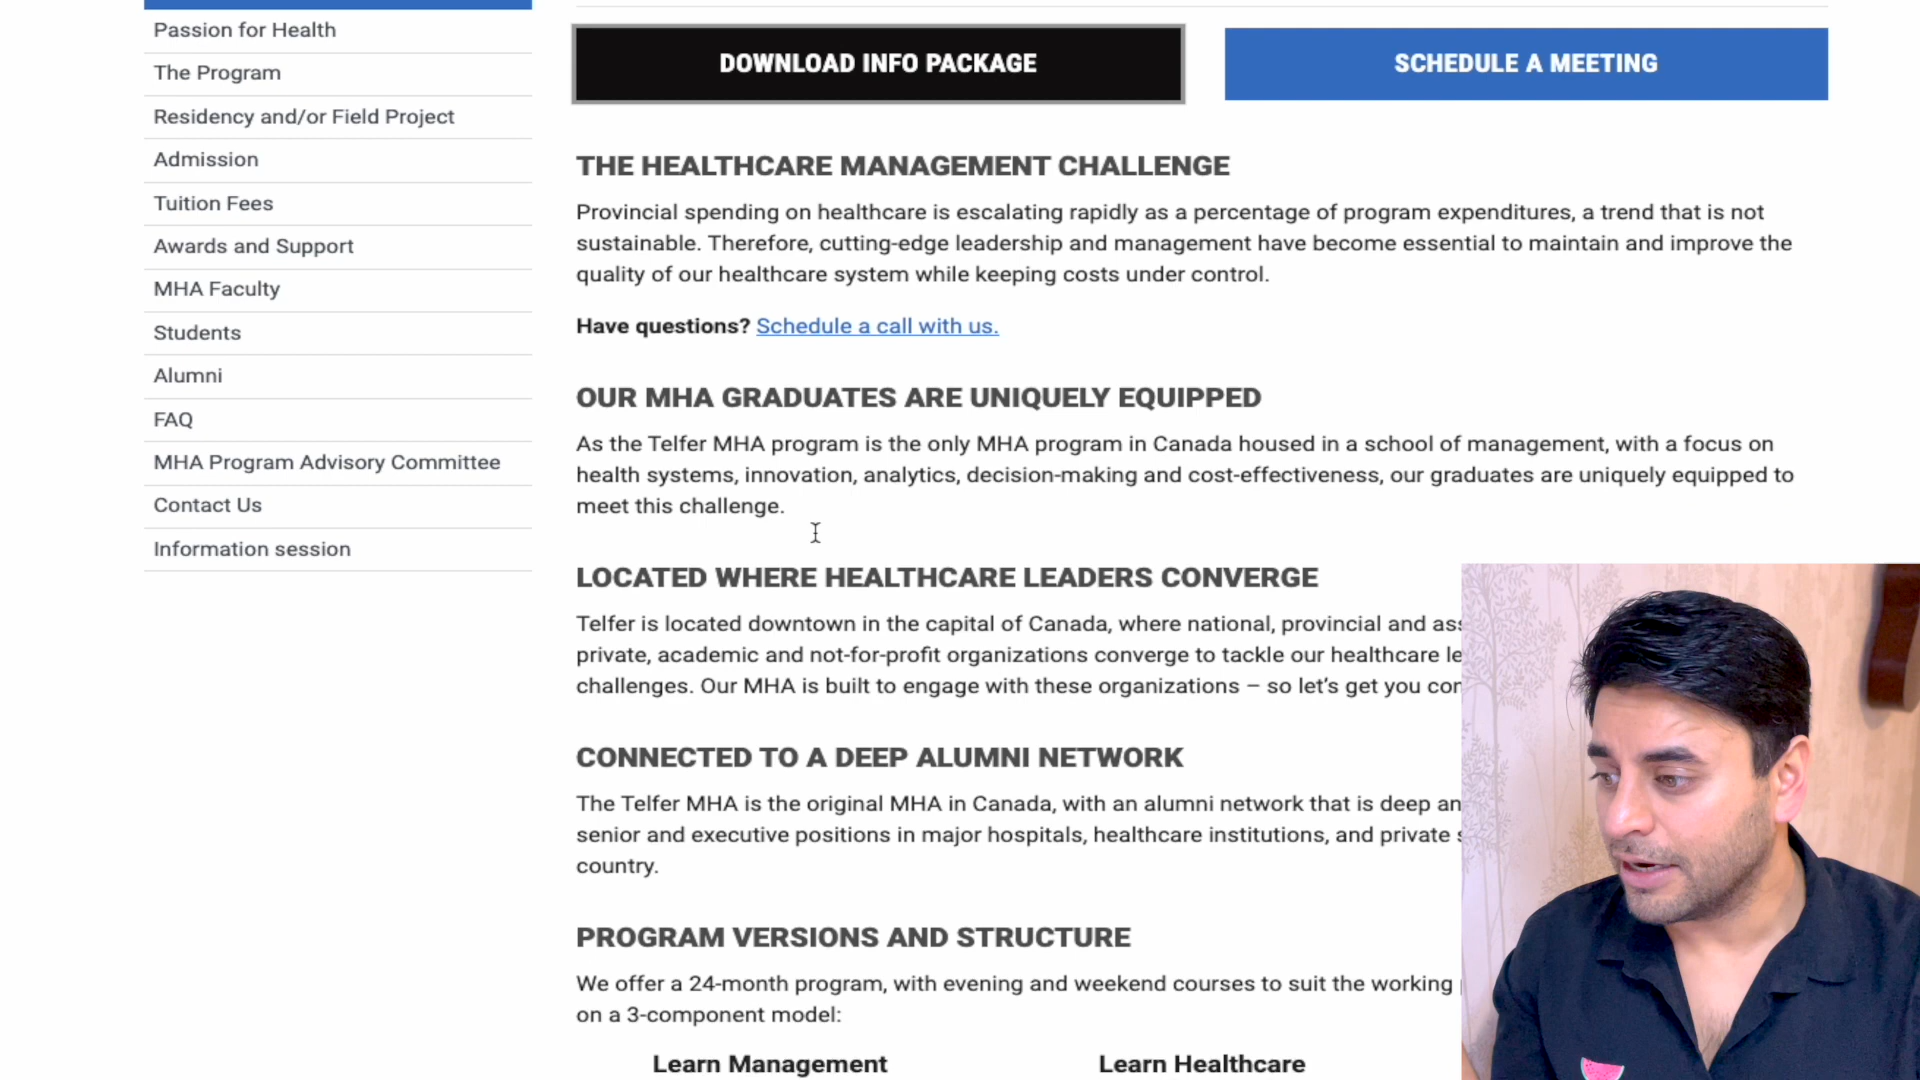 Passion for Health
The Program
Residency and/or Field Project
Admission
Tuition Fees
Awards and Support
MHA Faculty
Students
Alumni
FAQ
MHA Program Advisory Committee
Contact Us
Information session
DOWNLOAD INFO PACKAGE
SCHEDULE A MEETING
THE HEALTHCARE MANAGEMENT CHALLENGE
Provincial spending on healthcare is escalating rapidly as a percentage of program expenditures, a trend that is not
sustainable. Therefore, cutting-edge leadership and management have become essential to maintain and improve the
quality of our healthcare system while keeping costs under control.
Have questions? Schedule a call with us.
OUR MHA GRADUATES ARE UNIQUELY EQUIPPED
As the Telfer MHA program is the only MHA program in Canada housed in a school of management, with a focus on
health systems, innovation, analytics, decision-making and cost-effectiveness, our graduates are uniquely equipped to
meet this challenge.
LOCATED WHERE HEALTHCARE LEADERS CONVERGE
Telfer is located downtown in the capital of Canada, where national, provincial and
private, academic and not-for-profit organizations converge to tackle our healthcare
challenges. Our MHA is built to engage with these organizations – so let's get you
CONNECTED TO A DEEP ALUMNI NETWORK
The Telfer MHA is the original MHA in Canada, with an alumni network that is deep
senior and executive positions in major hospitals, healthcare institutions, and private
country.
PROGRAM VERSIONS AND STRUCTURE
We offer a 24-month program, with evening and weekend courses to suit the working
on a 3-component model:
Learn Management
Learn Healthcare